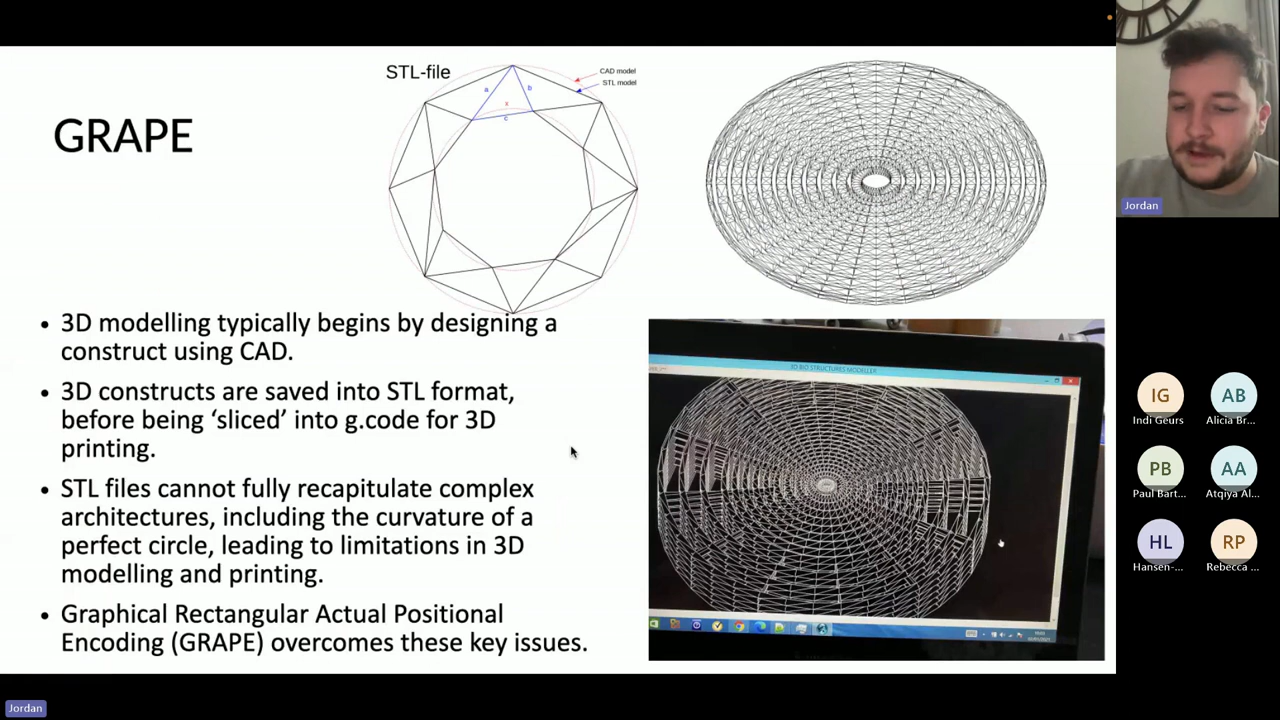 STL-file
CAD model
STL model
a
b
x
c
GRAPE
• 3D modelling typically begins by designing a
construct using CAD.
• 3D constructs are saved into STL format,
before being ‘sliced’ into g.code for 3D
printing.
• STL files cannot fully recapitulate complex
architectures, including the curvature of a
perfect circle, leading to limitations in 3D
modelling and printing.
• Graphical Rectangular Actual Positional
Encoding (GRAPE) overcomes these key issues.
3D BIO STRUCTURES MODELLER
Jordan
IG
Indi Geurs
AB
Alicia Br...
PB
Paul Bart...
AA
Atqiya Al...
HL
Hansen-...
RP
Rebecca ...
Jordan